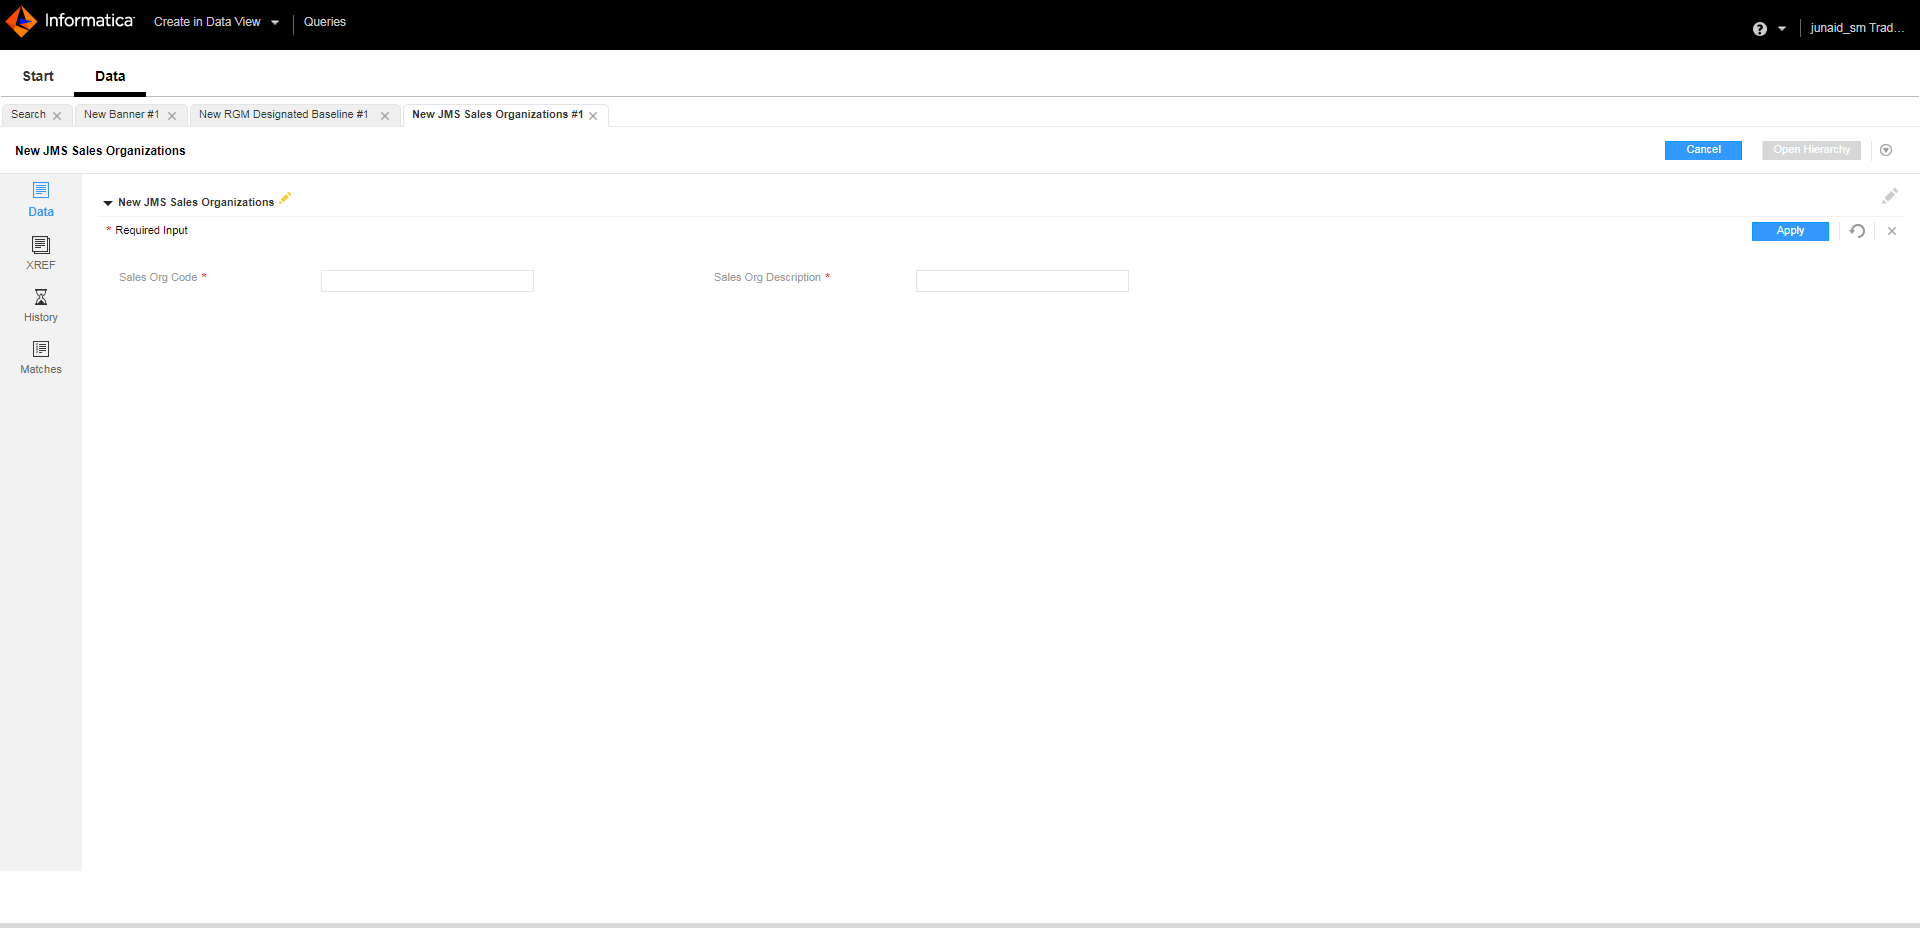 Informatica Create in Data View Queries ? junaid_sm Trad...
Start Data
Search New Banner #1 New RGM Designated Baseline #1 New JMS Sales Organizations #1
New JMS Sales Organizations Cancel Open Hierarchy
Data
XREF
History
Matches
New JMS Sales Organizations
* Required Input Apply
Sales Org Code * Sales Org Description *